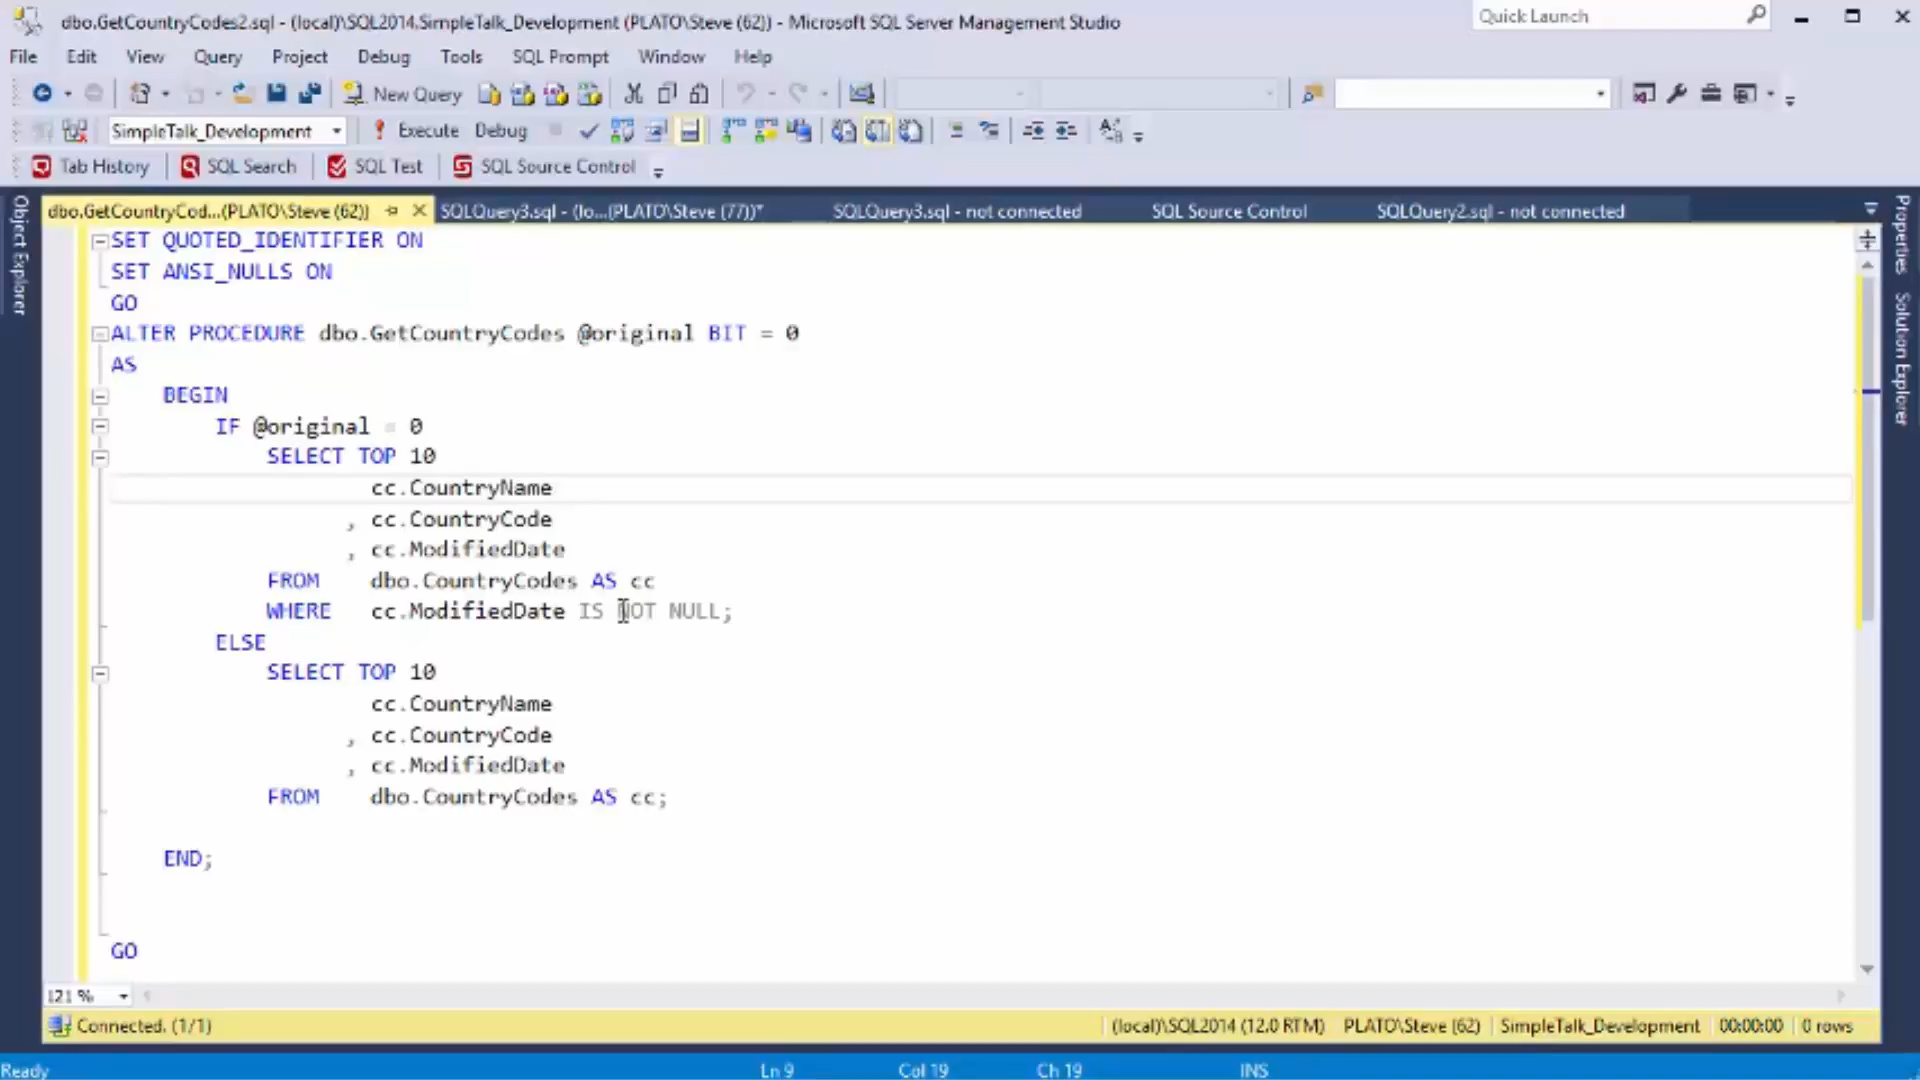 dbo.GetCountryCodes2.sql - (local)\SQL2014.SimpleTalk_Development (PLATO\Steve (62)) - Microsoft SQL Server Management Studio
Quick Launch
File Edit View Query Project Debug Tools SQL Prompt Window Help
New Query
SimpleTalk_Development Execute Debug
Tab History SQL Search SQL Test SQL Source Control
dbo.GetCountryCod...(PLATO\Steve (62)) SQLQuery3.sql - (lo...(PLATO\Steve (77))* SQLQuery3.sql - not connected SQL Source Control SQLQuery2.sql - not connected
Object Explorer
Properties
Solution Explorer
SET QUOTED_IDENTIFIER ON
SET ANSI_NULLS ON
GO
ALTER PROCEDURE dbo.GetCountryCodes @original BIT = 0
AS
BEGIN
IF @original = 0
SELECT TOP 10
cc.CountryName
, cc.CountryCode
, cc.ModifiedDate
FROM dbo.CountryCodes AS cc
WHERE cc.ModifiedDate IS NOT NULL;
ELSE
SELECT TOP 10
cc.CountryName
, cc.CountryCode
, cc.ModifiedDate
FROM dbo.CountryCodes AS cc;
END;
GO
121 %
Connected. (1/1) (local)\SQL2014 (12.0 RTM) PLATO\Steve (62) SimpleTalk_Development 00:00:00 0 rows
Ready Ln 9 Col 19 Ch 19 INS